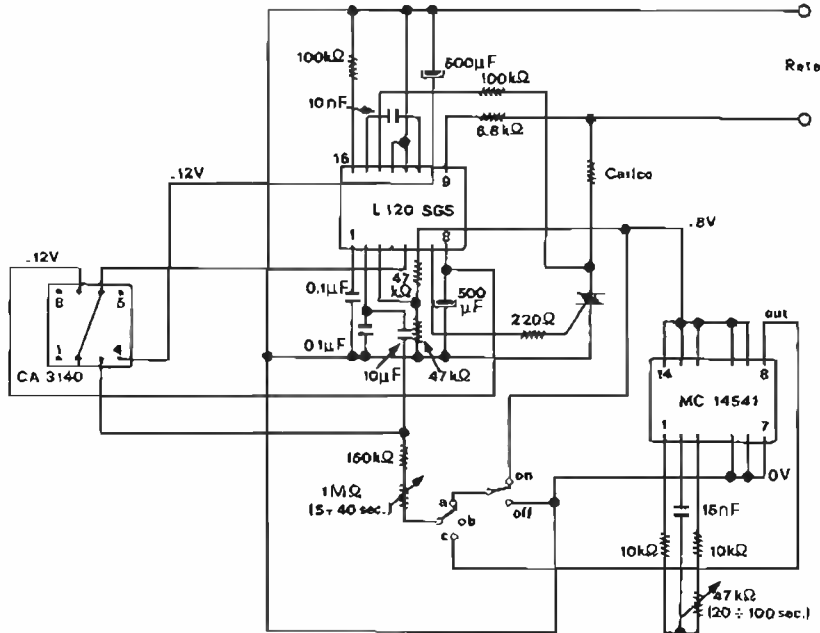 100kΩ
500µF
100kΩ
Rete
10nF
6.8kΩ
16
9
Carico
.12V
L 120 SGS
1
8
.8V
.12V
8
5
1
4
CA 3140
0.1µF
47
kΩ
500
µF
220Ω
out
0.1µF
10µF
47kΩ
14
8
MC 14541
1
7
0V
150kΩ
1MΩ
(5÷40 sec.)
a
b
c
on
off
15nF
10kΩ
10kΩ
47kΩ
(20÷100 sec.)